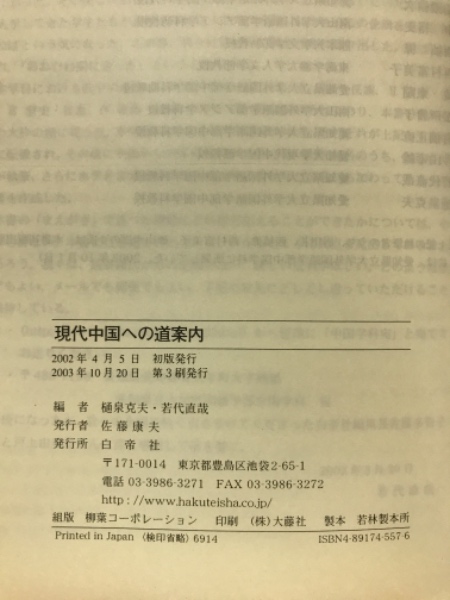 現代中国への道案内
2002年4月5日 初版発行
2003年10月20日 第3刷発行
編者 樋泉克夫・若代直哉
発行者 佐藤康夫
発行所 白帝社
〒171-0014 東京都豊島区池袋2-65-1
電話 03-3986-3271 FAX 03-3986-3272
http://www.hakuteisha.co.jp/
組版 柳葉コーポレーション 印刷 (株)大藤社 製本 若林製本所
Printed in Japan 〈検印省略〉6914 ISBN4-89174-557-6